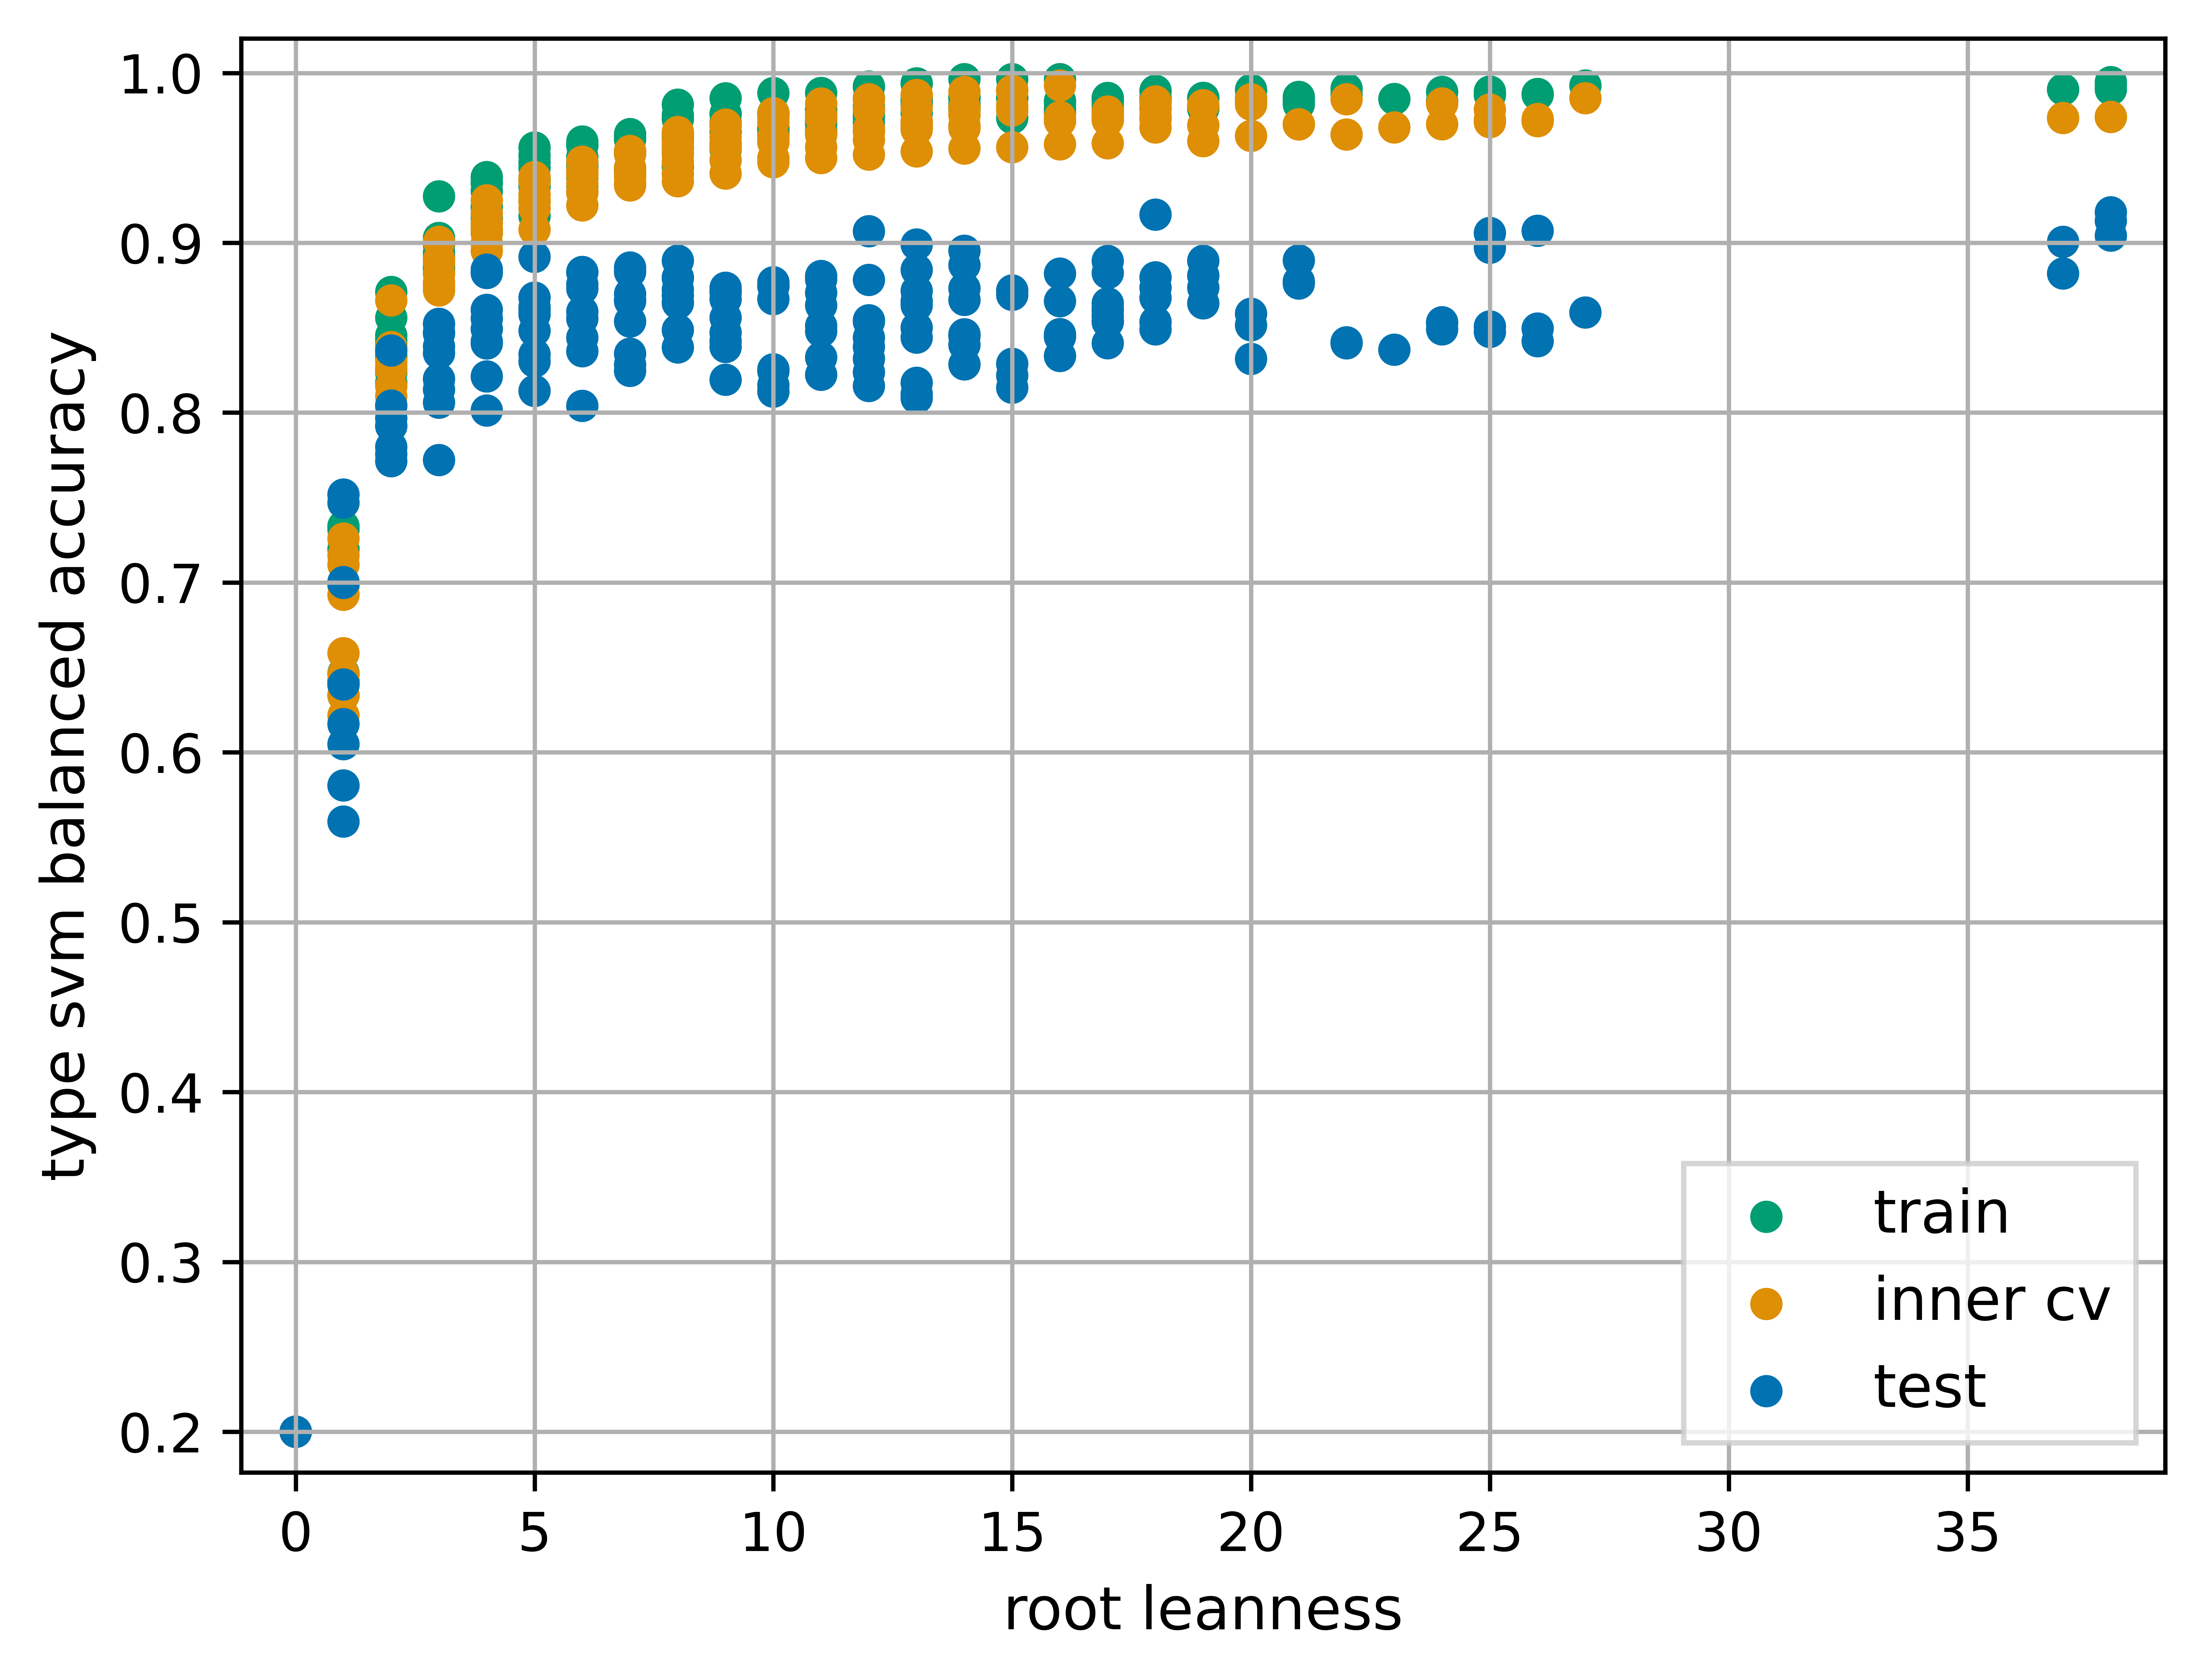 type svm balanced accuracy
1.0
0.9
0.8
0.7
0.6
0.5
0.4
0.3
0.2
train
inner cv
test
0 5 10 15 20 25 30 35
root leanness